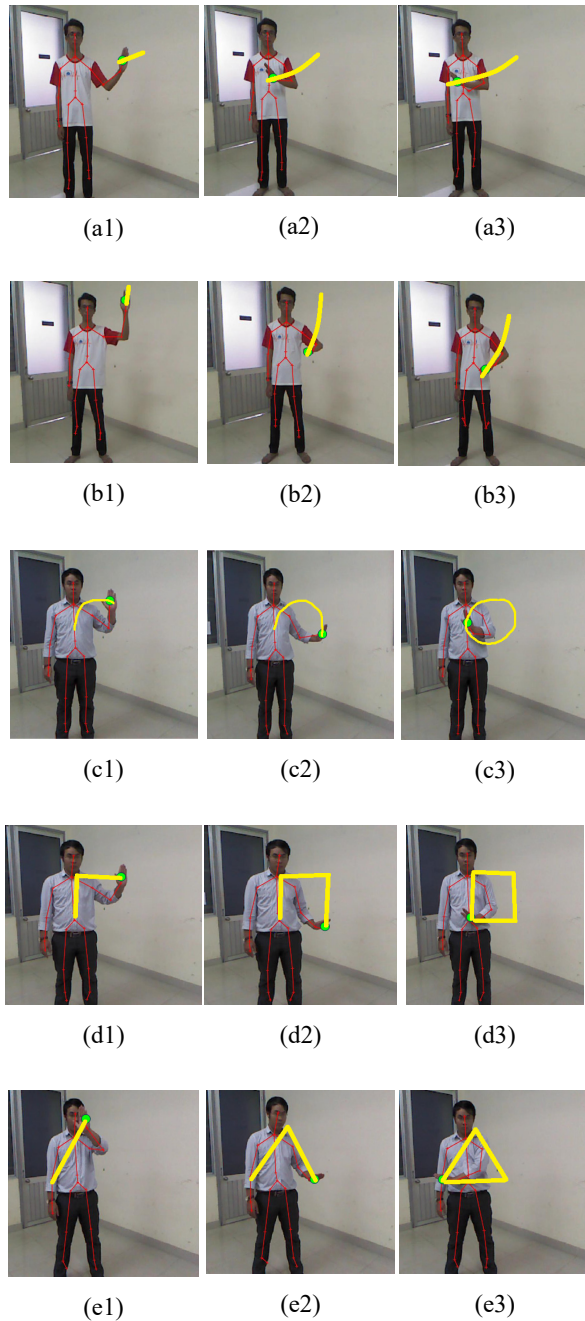 (a1) (a2) (a3)
(b1) (b2) (b3)
(c1) (c2) (c3)
(d1) (d2) (d3)
(e1) (e2) (e3)